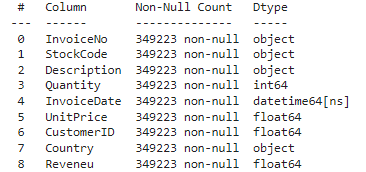 #   Column       Non-Null Count   Dtype
---  ------       --------------   -----
0   InvoiceNo    349223 non-null  object
1   StockCode    349223 non-null  object
2   Description  349223 non-null  object
3   Quantity     349223 non-null  int64
4   InvoiceDate  349223 non-null  datetime64[ns]
5   UnitPrice    349223 non-null  float64
6   CustomerID   349223 non-null  float64
7   Country      349223 non-null  object
8   Reveneu      349223 non-null  float64